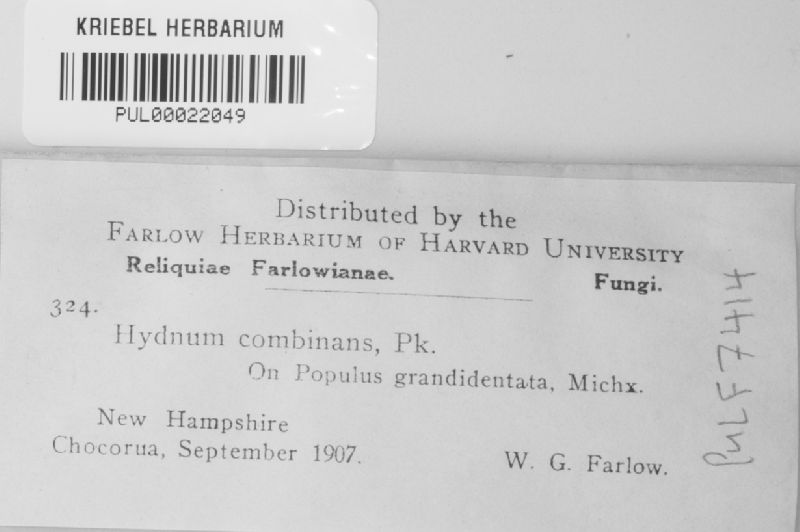 KRIEBEL HERBARIUM
PUL00022049
Distributed by the
FARLOW HERBARIUM OF HARVARD UNIVERSITY
Reliquiae Farlowianae. Fungi.
324.
Hydnum combinans, Pk.
On Populus grandidentata, Michx.
New Hampshire
Chocorua, September 1907.
W. G. Farlow.
PULF7414